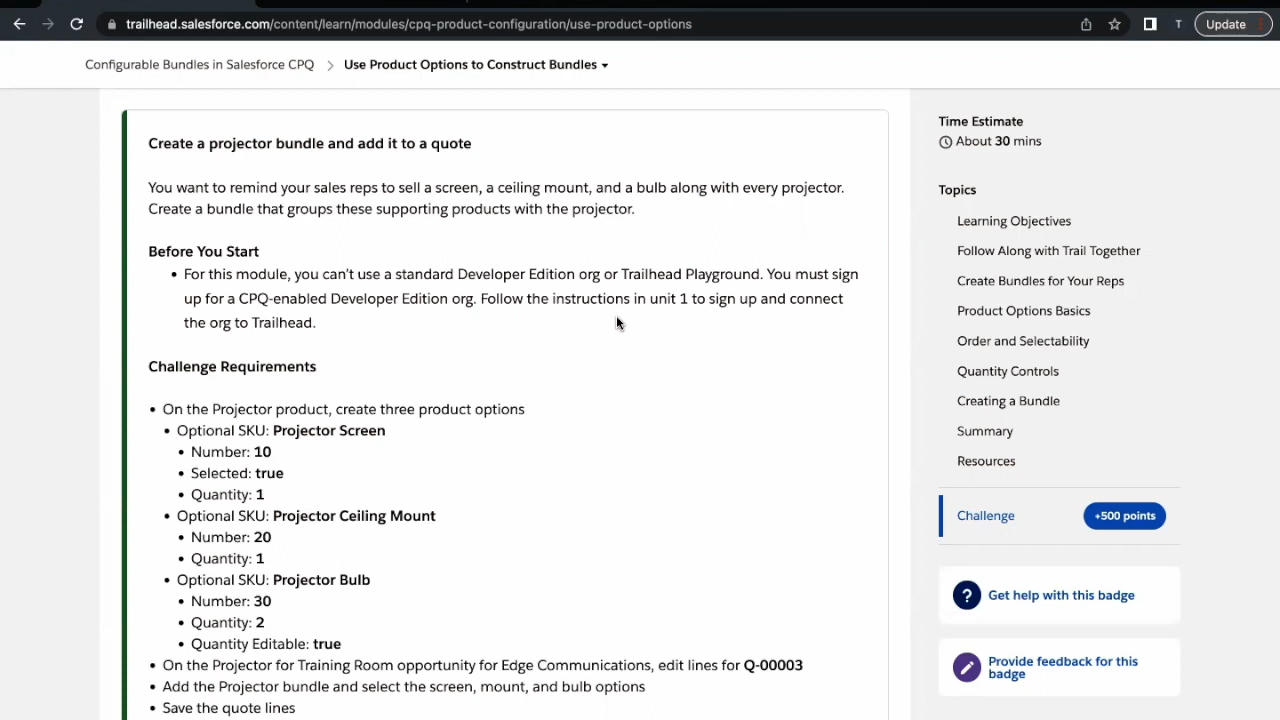 trailhead.salesforce.com/content/learn/modules/cpq-product-configuration/use-product-options
T
Update
Configurable Bundles in Salesforce CPQ
Use Product Options to Construct Bundles
Create a projector bundle and add it to a quote
You want to remind your sales reps to sell a screen, a ceiling mount, and a bulb along with every projector.
Create a bundle that groups these supporting products with the projector.
Before You Start
• For this module, you can't use a standard Developer Edition org or Trailhead Playground. You must sign
up for a CPQ-enabled Developer Edition org. Follow the instructions in unit 1 to sign up and connect
the org to Trailhead.
Challenge Requirements
• On the Projector product, create three product options
• Optional SKU: Projector Screen
• Number: 10
• Selected: true
• Quantity: 1
• Optional SKU: Projector Ceiling Mount
• Number: 20
• Quantity: 1
• Optional SKU: Projector Bulb
• Number: 30
• Quantity: 2
• Quantity Editable: true
• On the Projector for Training Room opportunity for Edge Communications, edit lines for Q-00003
• Add the Projector bundle and select the screen, mount, and bulb options
• Save the quote lines
Time Estimate
About 30 mins
Topics
Learning Objectives
Follow Along with Trail Together
Create Bundles for Your Reps
Product Options Basics
Order and Selectability
Quantity Controls
Creating a Bundle
Summary
Resources
Challenge
+500 points
? Get help with this badge
Provide feedback for this
badge